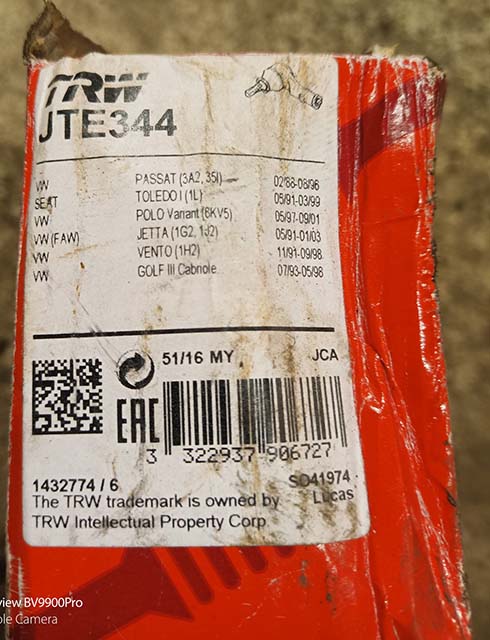 TRW
JTE344
VW PASSAT (3A2, 35I) 02/88-08/96
SEAT TOLEDO I (1L) 05/91-03/99
VW POLO Variant (6KV5) 05/97-09/01
VW (FAW) JETTA (1G2, 1J2) 05/91-01/03
VW VENTO (1H2) 11/91-09/98
VW GOLF III Cabriole 07/93-05/98
51/16 MY JCA
EAC
3 322937 906727
1432774 / 6 SO41974
The TRW trademark is owned by Lucas
TRW Intellectual Property Corp
view.BV9900Pro
ble Camera